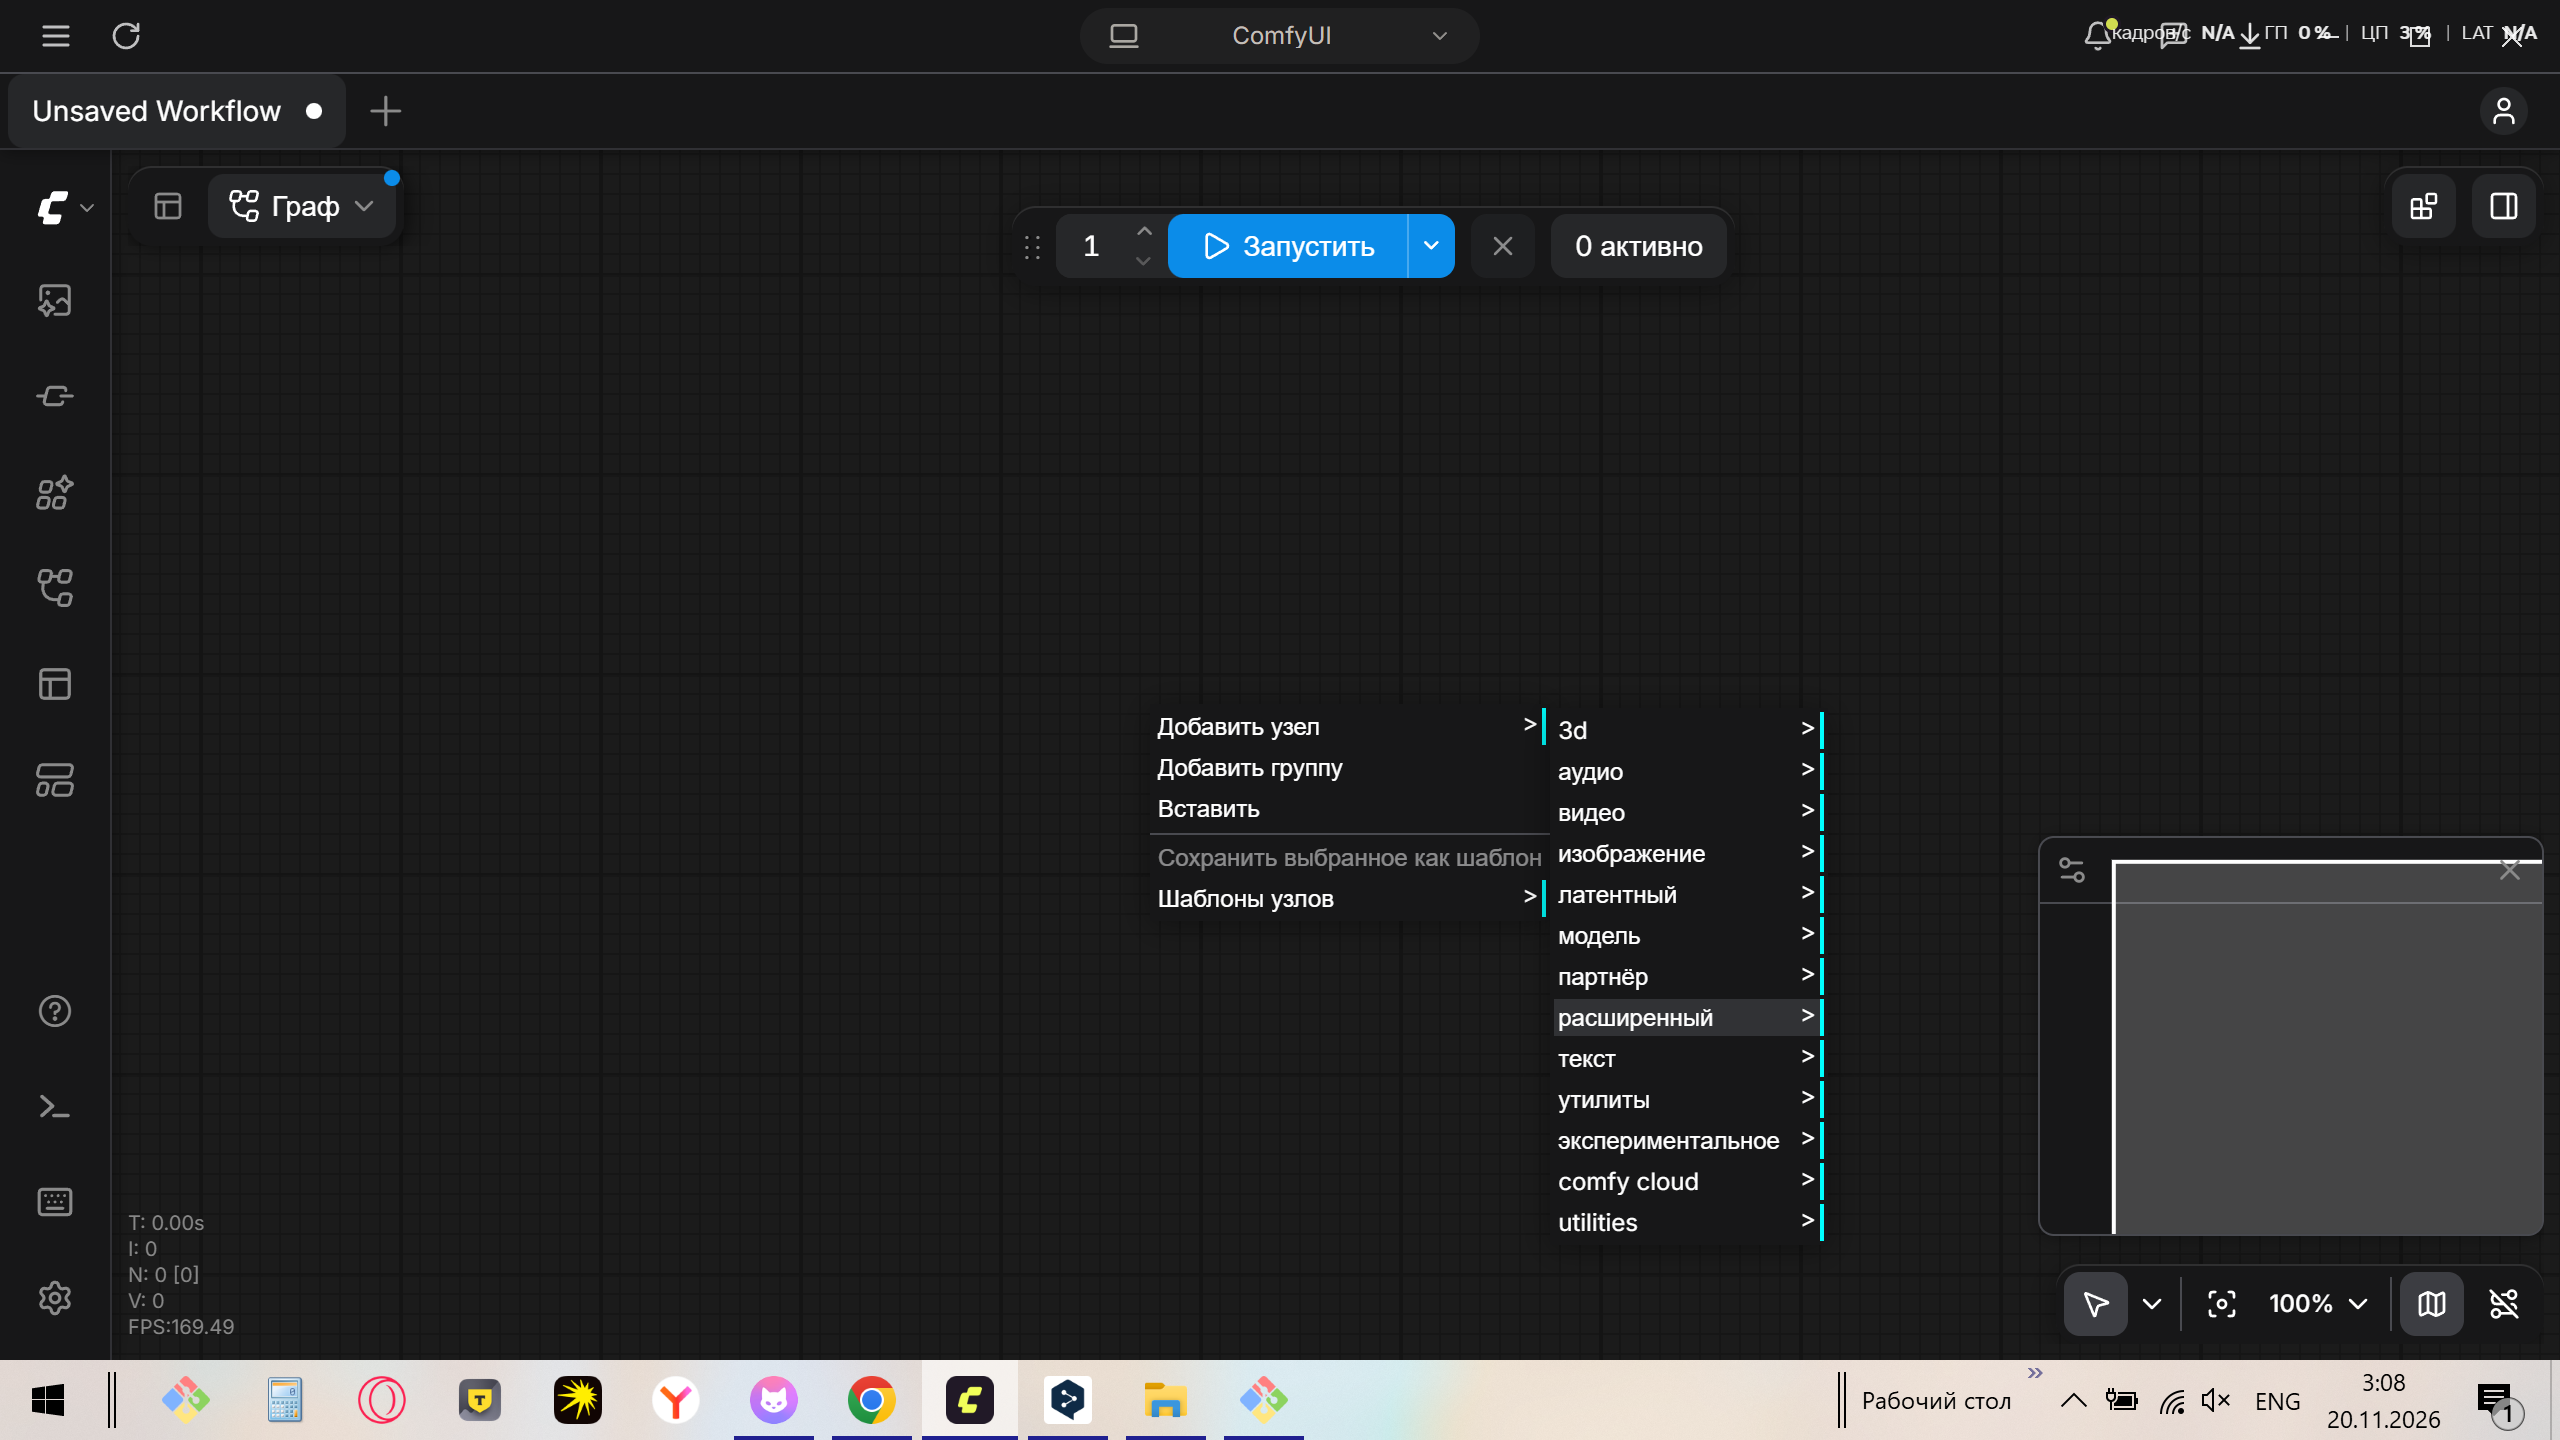 ComfyUI
кадров/с N/A ГП 0 % | ЦП 3 % | LAT N/A
Unsaved Workflow
Граф
1
Запустить
0 активно
Добавить узел >
Добавить группу
Вставить
Сохранить выбранное как шаблон
Шаблоны узлов >
3d >
аудио >
видео >
изображение >
латентный >
модель >
партнёр >
расширенный >
текст >
утилиты >
экспериментальное >
comfy cloud >
utilities >
T: 0.00s
I: 0
N: 0 [0]
V: 0
FPS:169.49
100%
Рабочий стол
ENG
3:08
20.11.2026
1